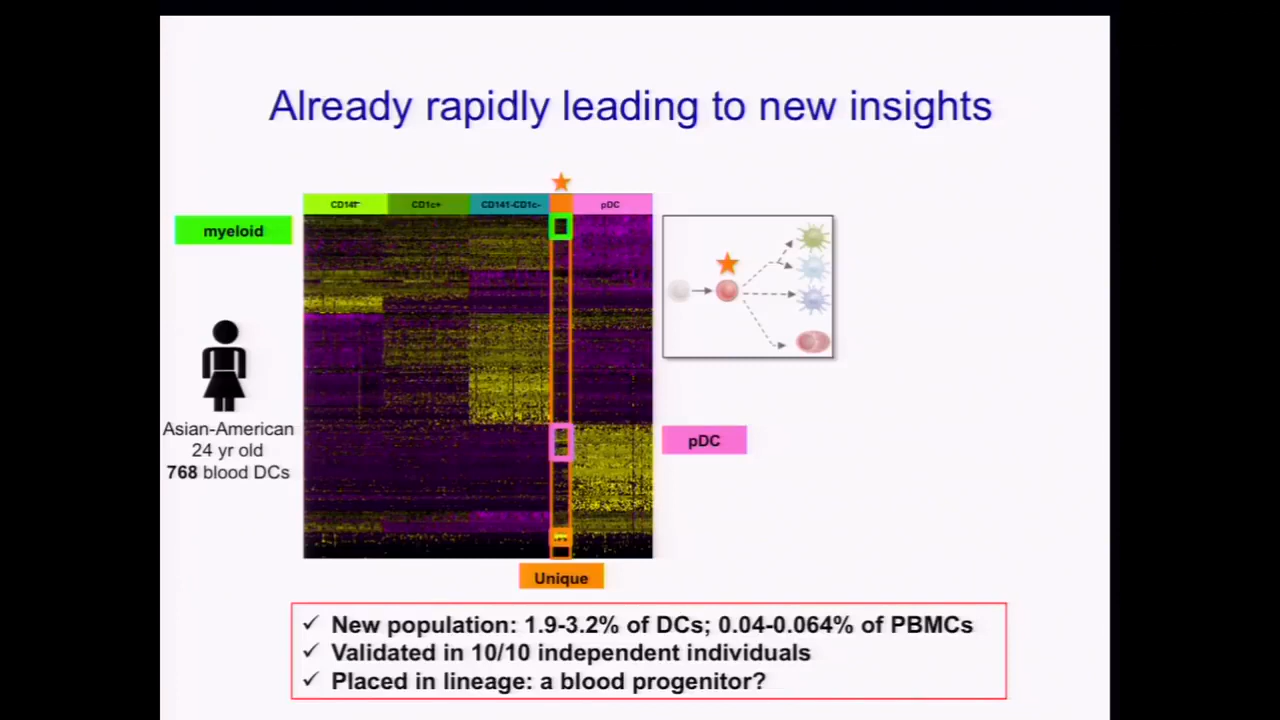 Already rapidly leading to new insights
CD141+
CD1c+
CD141-CD1c-
pDC
myeloid
Asian-American
24 yr old
768 blood DCs
pDC
Unique
✓ New population: 1.9-3.2% of DCs; 0.04-0.064% of PBMCs
✓ Validated in 10/10 independent individuals
✓ Placed in lineage: a blood progenitor?